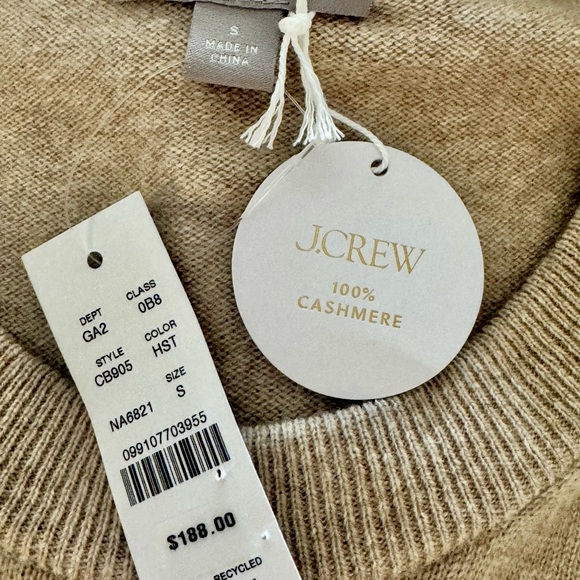 S
MADE IN
CHINA
J.CREW
100%
CASHMERE
DEPT CLASS
GA2 0B8
STYLE COLOR
CB905 HST
SIZE
NA6821 S
099107703955
$188.00
RECYCLED